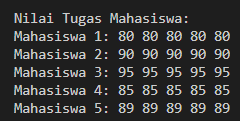 Nilai Tugas Mahasiswa:
Mahasiswa 1: 80 80 80 80 80
Mahasiswa 2: 90 90 90 90 90
Mahasiswa 3: 95 95 95 95 95
Mahasiswa 4: 85 85 85 85 85
Mahasiswa 5: 89 89 89 89 89